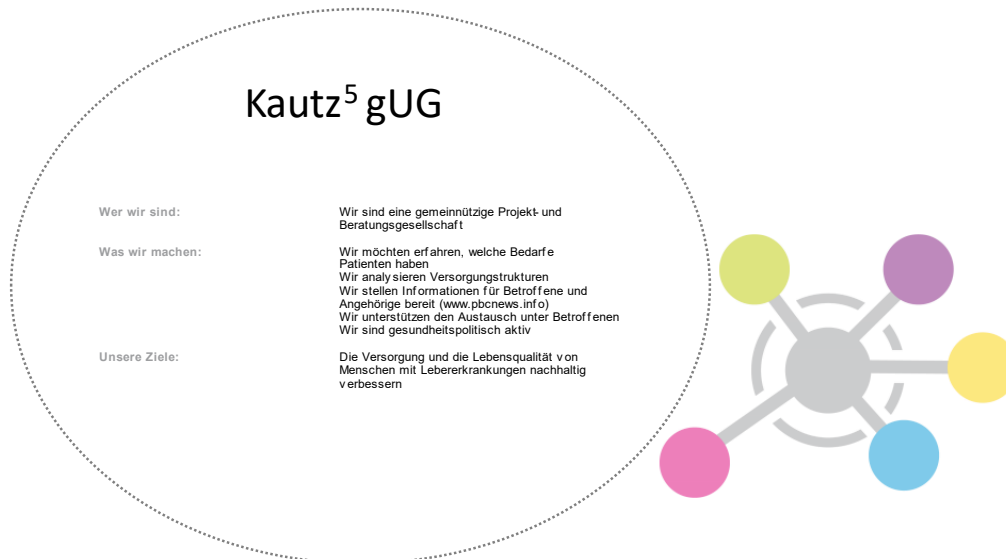 Kautz⁵ gUG
Wer wir sind:
Wir sind eine gemeinnützige Projekt- und
Beratungsgesellschaft
Was wir machen:
Wir möchten erfahren, welche Bedarfe
Patienten haben
Wir analysieren Versorgungstrukturen
Wir stellen Informationen für Betroffene und
Angehörige bereit (www.pbcnews.info)
Wir unterstützen den Austausch unter Betroffenen
Wir sind gesundheitspolitisch aktiv
Unsere Ziele:
Die Versorgung und die Lebensqualität von
Menschen mit Lebererkrankungen nachhaltig
verbessern